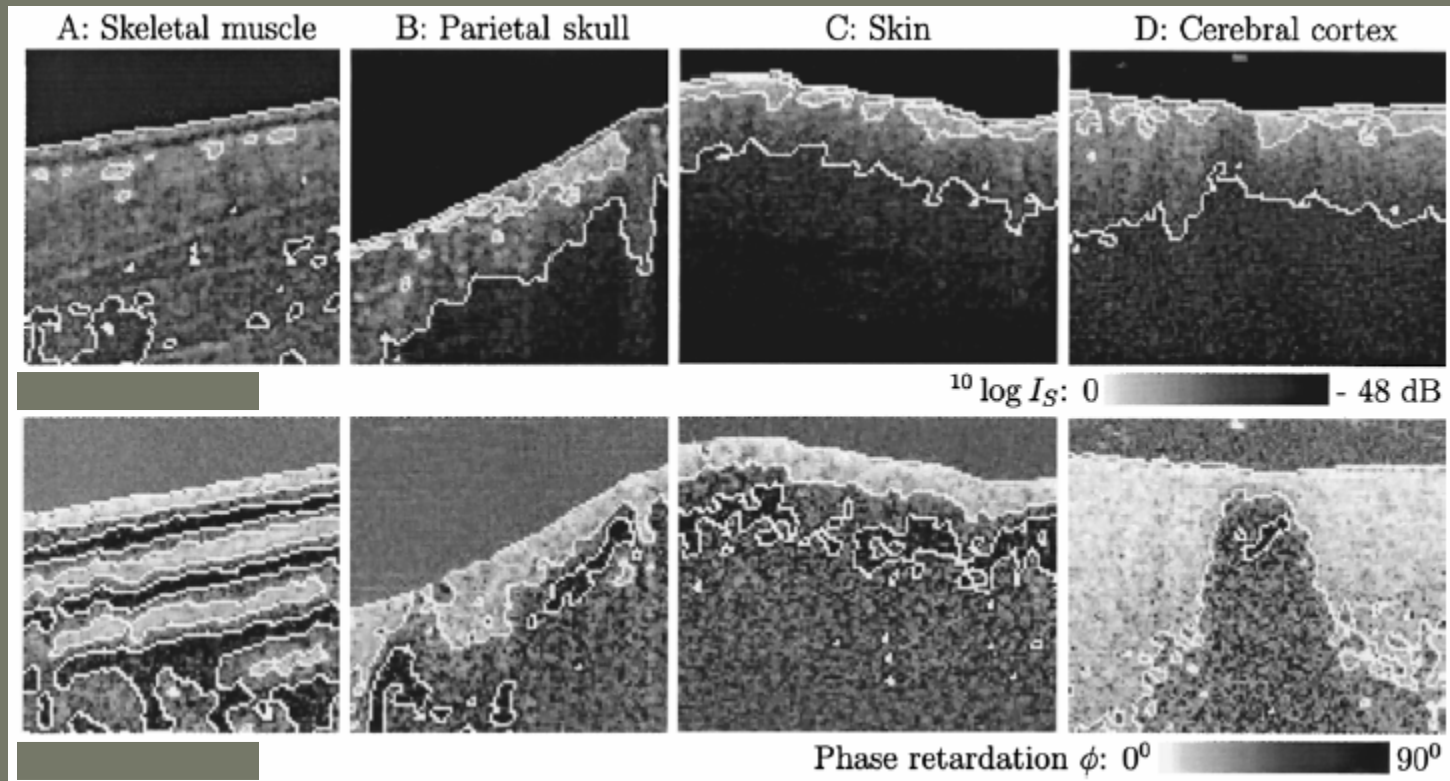 A: Skeletal muscle B: Parietal skull C: Skin D: Cerebral cortex
¹⁰ log I_S: 0 - 48 dB
Phase retardation ϕ: 0⁰ 90⁰